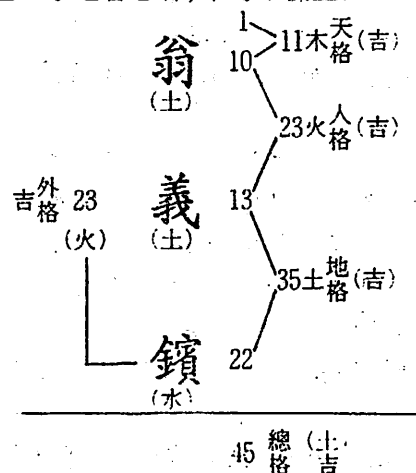 1
翁 10 11木天格(吉)
(土)
23火人格(吉)
吉外格 23 義 13
(火) (土)
35土地格(吉)
鑌 22
(水)
45 總格(土吉